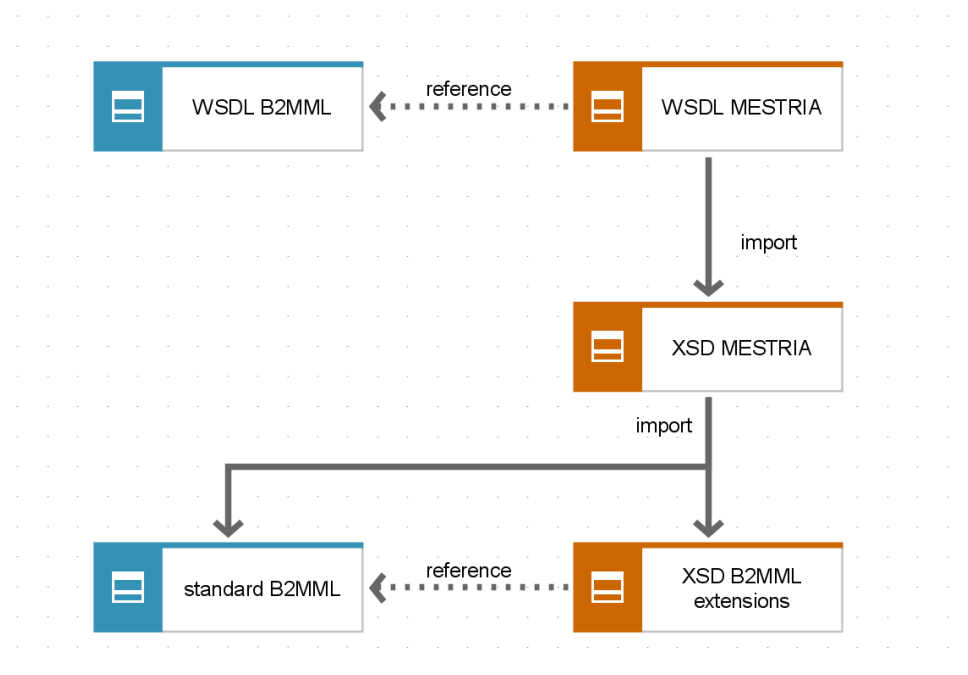 WSDL B2MML
reference
WSDL MESTRIA
import
XSD MESTRIA
import
standard B2MML
reference
XSD B2MML
extensions